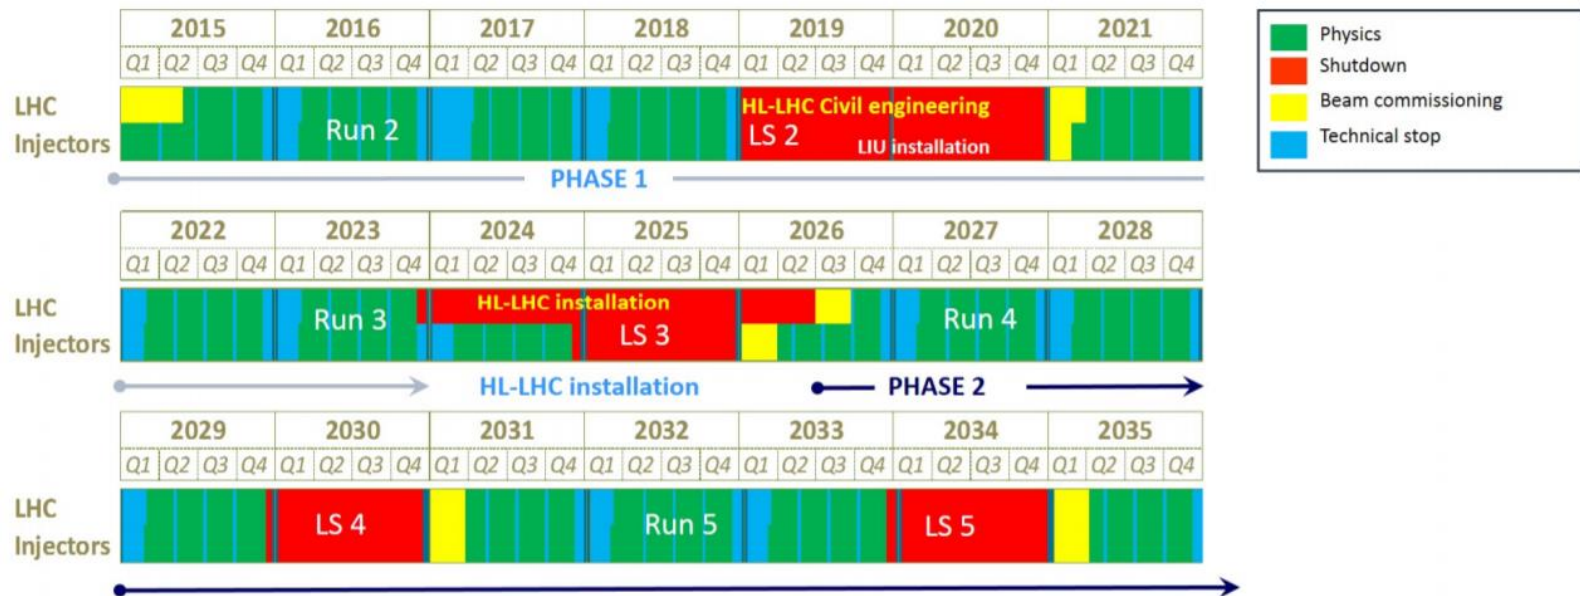 2015 2016 2017 2018 2019 2020 2021
Q1 Q2 Q3 Q4 Q1 Q2 Q3 Q4 Q1 Q2 Q3 Q4 Q1 Q2 Q3 Q4 Q1 Q2 Q3 Q4 Q1 Q2 Q3 Q4 Q1 Q2 Q3 Q4
LHC HL-LHC Civil engineering
Injectors Run 2 LS 2 LIU installation
PHASE 1
Physics
Shutdown
Beam commissioning
Technical stop
2022 2023 2024 2025 2026 2027 2028
Q1 Q2 Q3 Q4 Q1 Q2 Q3 Q4 Q1 Q2 Q3 Q4 Q1 Q2 Q3 Q4 Q1 Q2 Q3 Q4 Q1 Q2 Q3 Q4 Q1 Q2 Q3 Q4
LHC HL-LHC installation
Injectors Run 3 LS 3 Run 4
HL-LHC installation PHASE 2
2029 2030 2031 2032 2033 2034 2035
Q1 Q2 Q3 Q4 Q1 Q2 Q3 Q4 Q1 Q2 Q3 Q4 Q1 Q2 Q3 Q4 Q1 Q2 Q3 Q4 Q1 Q2 Q3 Q4 Q1 Q2 Q3 Q4
LHC
Injectors LS 4 Run 5 LS 5